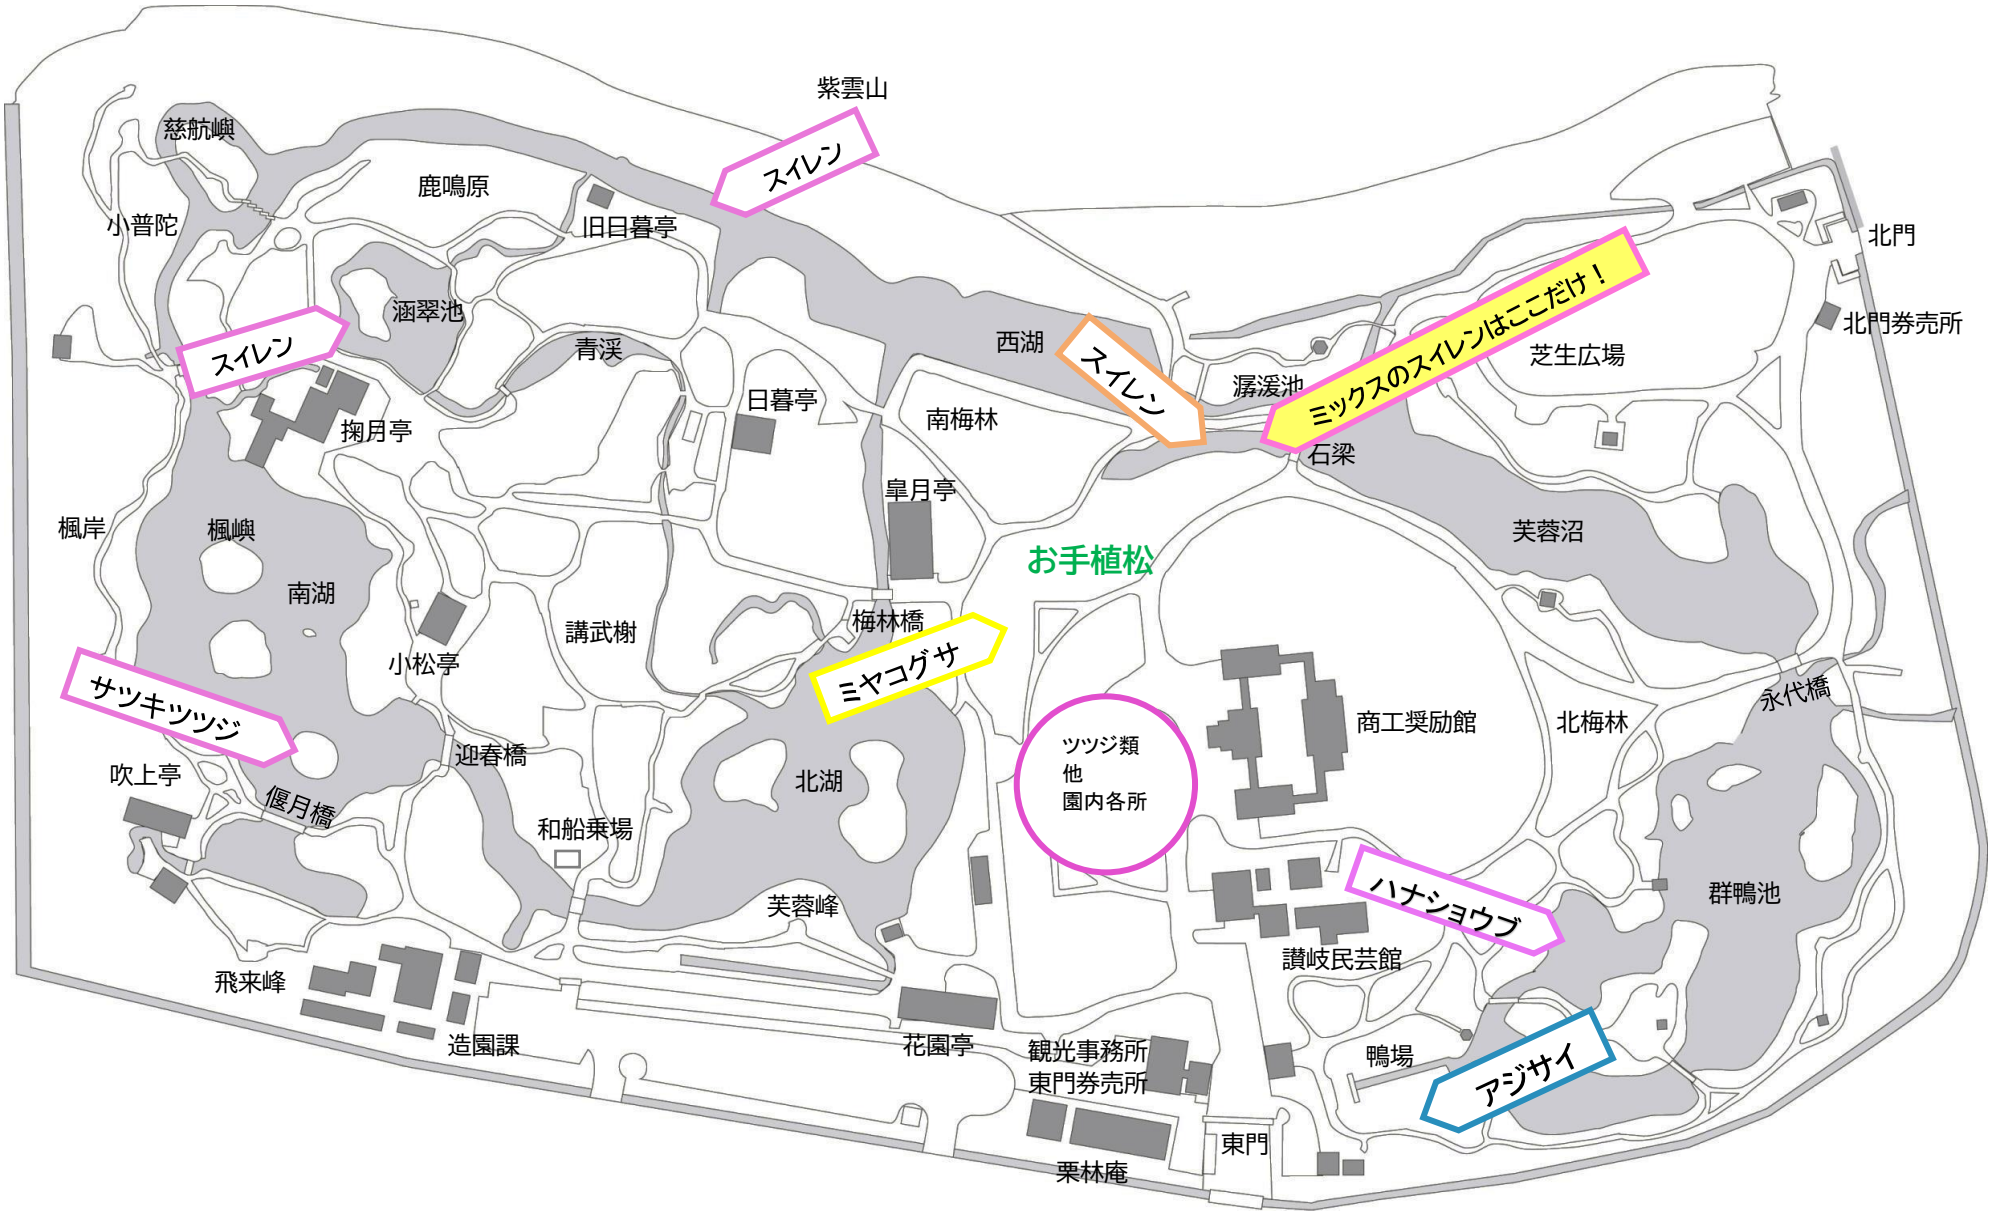 紫雲山
スイレン
慈航嶼
鹿鳴原
小普陀
旧日暮亭
北門
ミックスのスイレンはここだけ！
涵翠池
北門券売所
スイレン
青渓
西湖
スイレン
芝生広場
潺湲池
日暮亭
南梅林
掬月亭
石梁
皐月亭
楓岸
楓嶼
芙蓉沼
お手植松
南湖
梅林橋
講武榭
小松亭
ミヤコグサ
サツキツツジ
永代橋
商工奨励館
北梅林
ツツジ類
他
園内各所
迎春橋
吹上亭
北湖
偃月橋
和船乗場
ハナショウブ
群鴨池
芙蓉峰
讃岐民芸館
飛来峰
造園課
花園亭
観光事務所
東門券売所
鴨場
アジサイ
東門
栗林庵